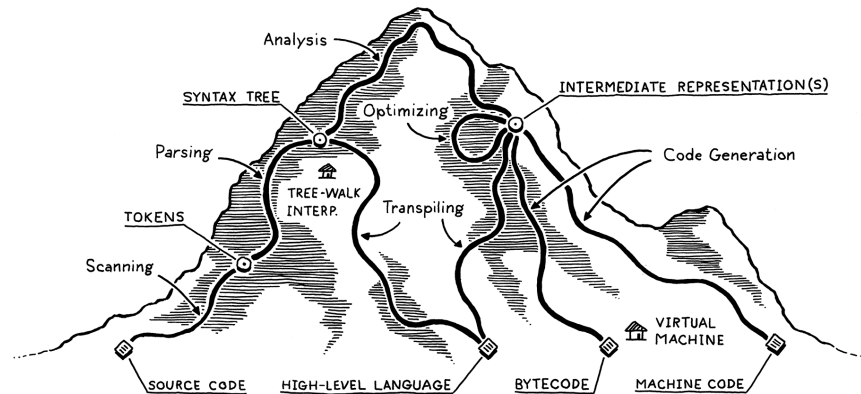 Analysis
INTERMEDIATE REPRESENTATION(S)
SYNTAX TREE
Optimizing
Parsing
Code Generation
TREE-WALK
INTERP.
Transpiling
TOKENS
Scanning
VIRTUAL
MACHINE
SOURCE CODE
HIGH-LEVEL LANGUAGE
BYTECODE
MACHINE CODE